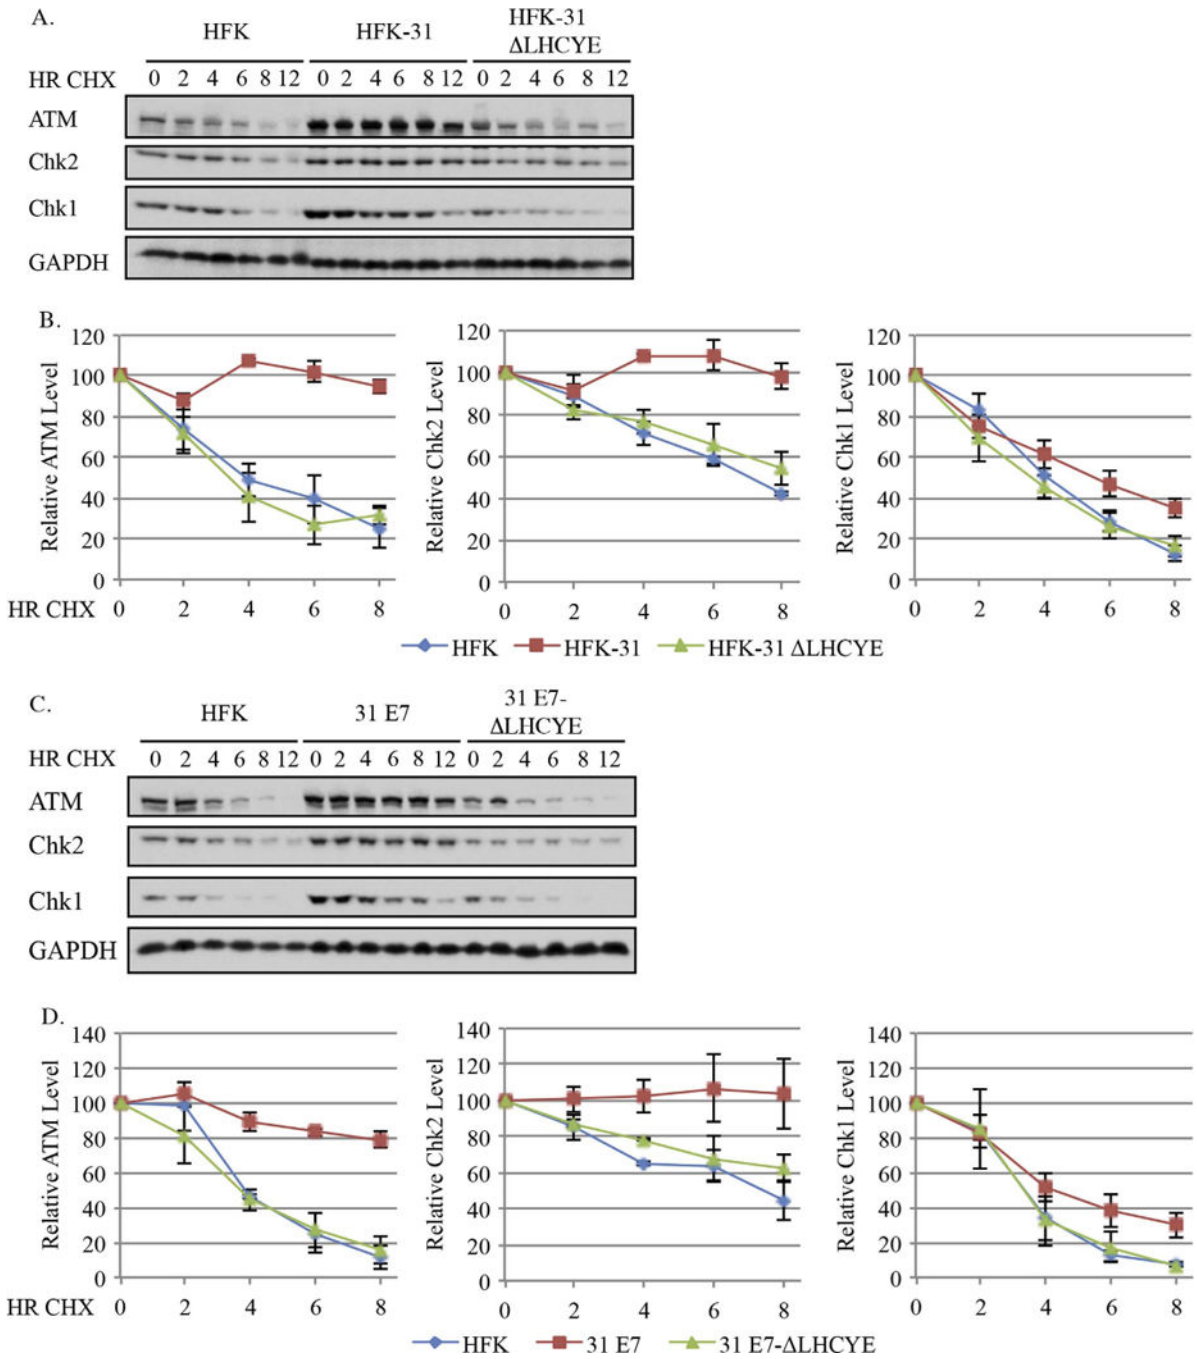 A.
HFK HFK-31 HFK-31 ΔLHCYE
HR CHX 0 2 4 6 8 12 0 2 4 6 8 12 0 2 4 6 8 12
ATM
Chk2
Chk1
GAPDH
B.
Relative ATM Level
120
100
80
60
40
20
0
Relative Chk2 Level
120
100
80
60
40
20
0
Relative Chk1 Level
120
100
80
60
40
20
0
HR CHX 0 2 4 6 8 0 2 4 6 8 0 2 4 6 8
HFK HFK-31 HFK-31 ΔLHCYE
C.
HFK 31 E7 31 E7-ΔLHCYE
HR CHX 0 2 4 6 8 12 0 2 4 6 8 12 0 2 4 6 8 12
ATM
Chk2
Chk1
GAPDH
D.
Relative ATM Level
140
120
100
80
60
40
20
0
Relative Chk2 Level
140
120
100
80
60
40
20
0
Relative Chk1 Level
140
120
100
80
60
40
20
0
HR CHX 0 2 4 6 8 0 2 4 6 8 0 2 4 6 8
HFK 31 E7 31 E7-ΔLHCYE